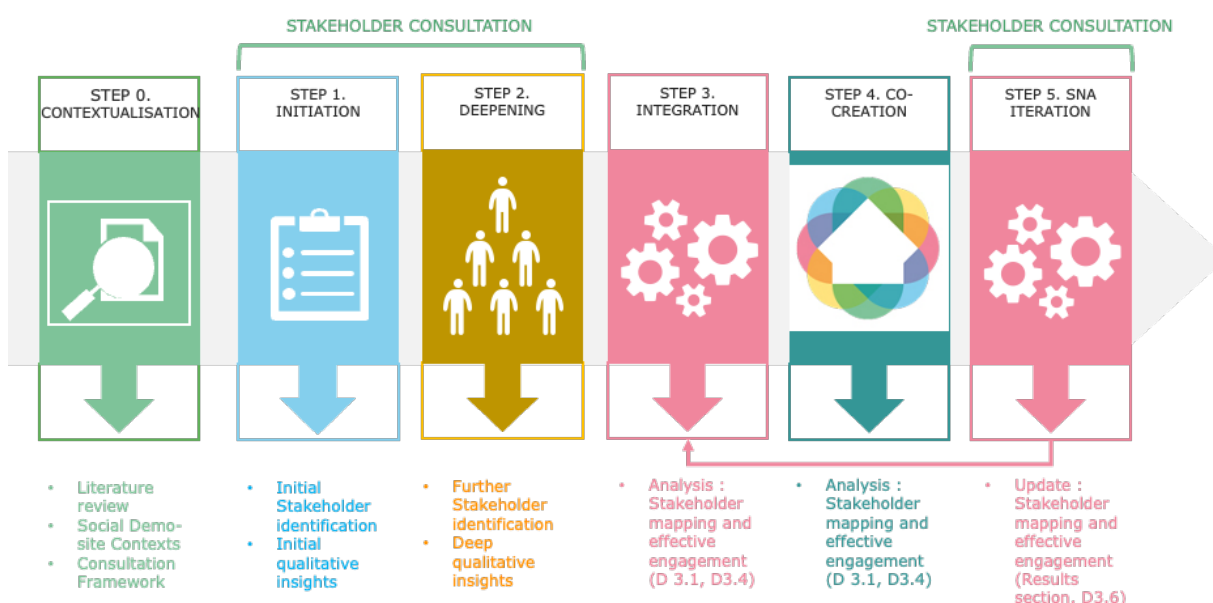 STAKEHOLDER CONSULTATION
STAKEHOLDER CONSULTATION
STEP 0.
CONTEXTUALISATION
STEP 1.
INITIATION
STEP 2.
DEEPENING
STEP 3.
INTEGRATION
STEP 4. CO-
CREATION
STEP 5. SNA
ITERATION
• Literature
review
• Social Demo-
site Contexts
• Consultation
Framework
• Initial
Stakeholder
identification
• Initial
qualitative
insights
• Further
Stakeholder
identification
• Deep
qualitative
insights
• Analysis :
Stakeholder
mapping and
effective
engagement
(D 3.1, D3.4)
• Analysis :
Stakeholder
mapping and
effective
engagement
(D 3.1, D3.4)
• Update :
Stakeholder
mapping and
effective
engagement
(Results
section, D3.6)